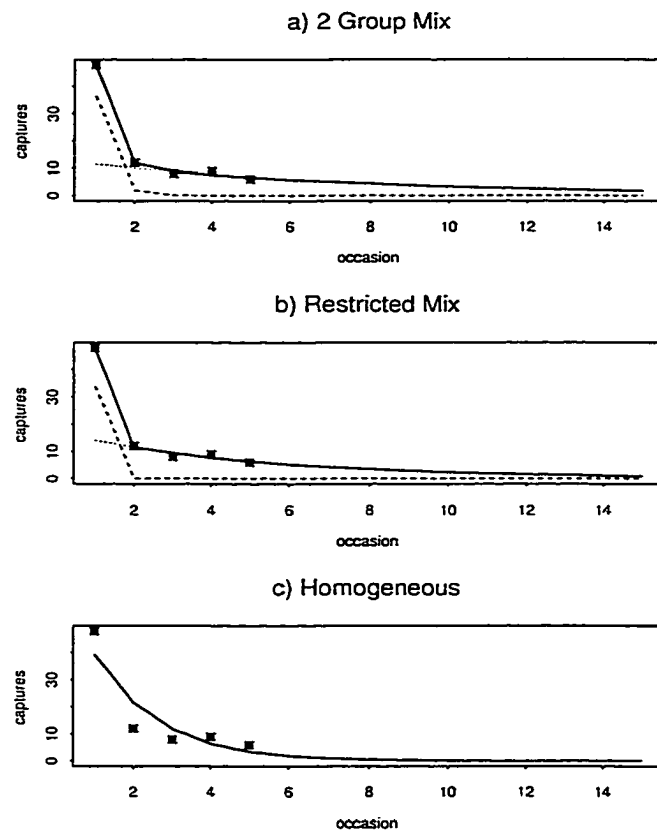 a) 2 Group Mix
captures
30
10
0
2 4 6 8 10 12 14
occasion
b) Restricted Mix
captures
30
10
0
2 4 6 8 10 12 14
occasion
c) Homogeneous
captures
30
10
0
2 4 6 8 10 12 14
occasion